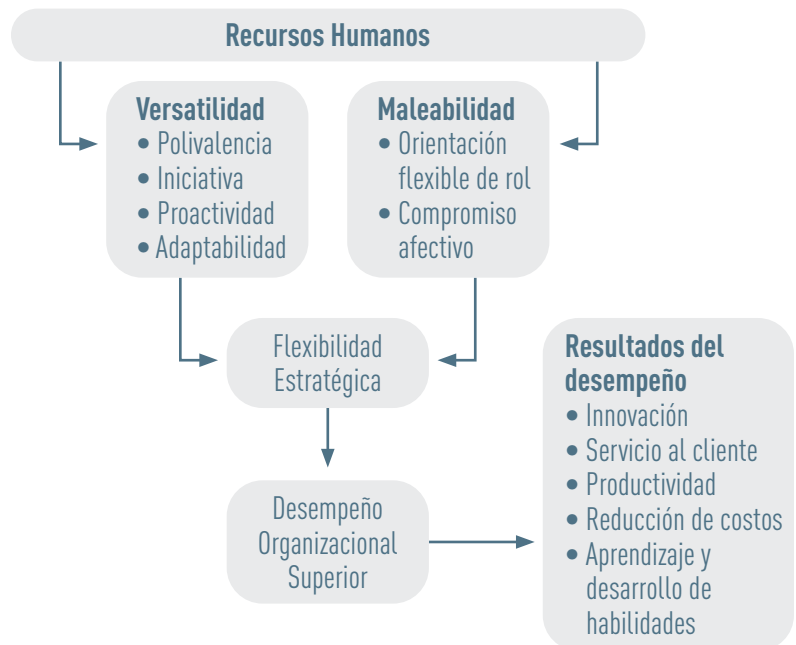 Recursos Humanos
Versatilidad
• Polivalencia
• Iniciativa
• Proactividad
• Adaptabilidad
Maleabilidad
• Orientación
flexible de rol
• Compromiso
afectivo
Flexibilidad
Estratégica
Desempeño
Organizacional
Superior
Resultados del
desempeño
• Innovación
• Servicio al cliente
• Productividad
• Reducción de costos
• Aprendizaje y
desarrollo de
habilidades